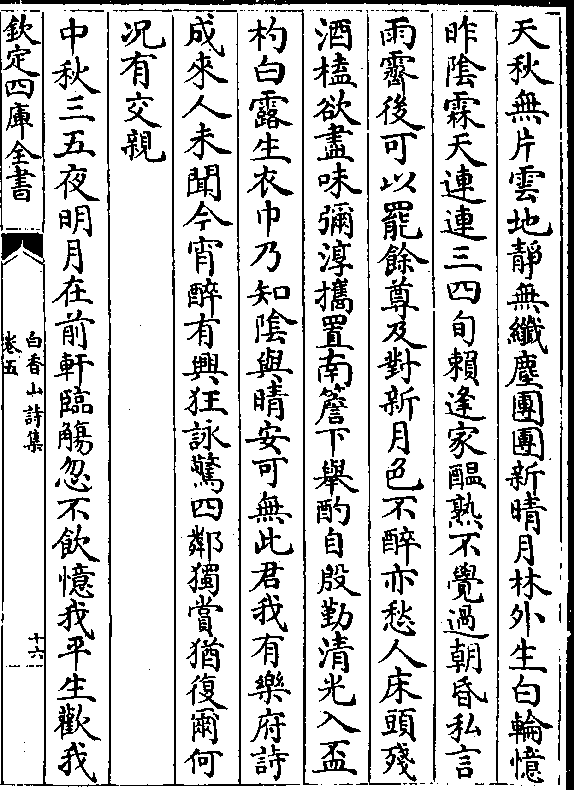 天秋無片雲地靜無纖塵團團新晴月林外生白輪憶
昨陰霖天連連三四旬賴逢家醖熟不覺過朝昏私言
雨霽後可以罷餘尊及對新月色不醉亦愁人床頭殘
酒榼欲盡味彌淳攜置南簷下舉酌自殷勤清光入盃
杓白露生衣巾乃知陰與晴安可無此君我有樂府詩
成來人未聞今宵醉有興狂詠驚四鄰獨賞猶復爾何
况有交親
中秋三五夜明月在前軒臨觴忽不飲憶我平生歡我
欽定四庫全書
白香山詩集
卷五
十六